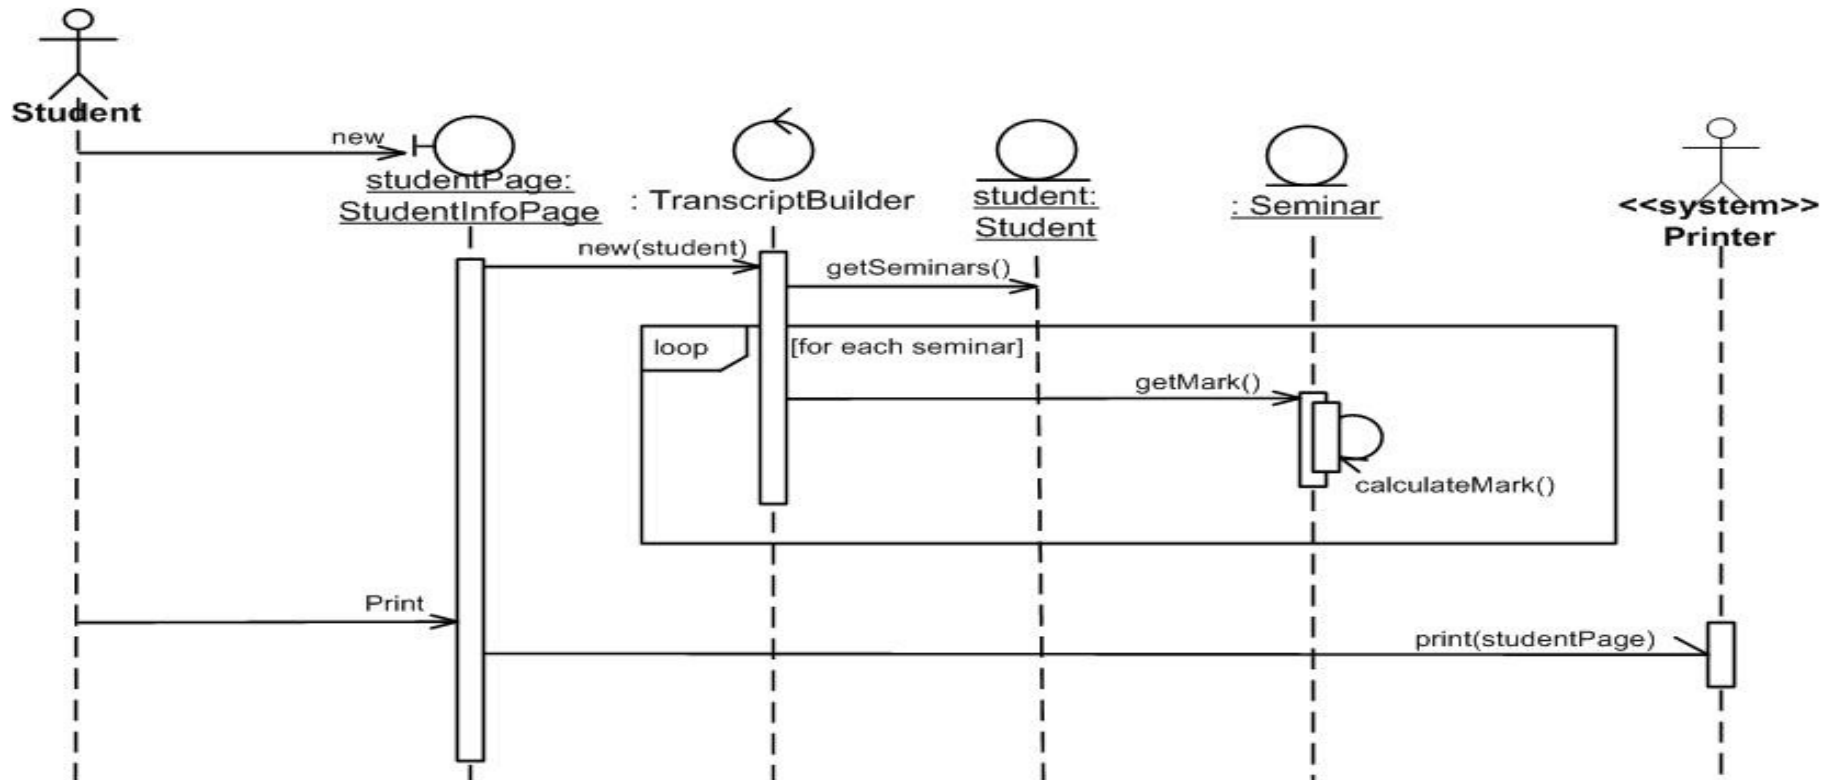 Student
new
studentPage:
StudentInfoPage
: TranscriptBuilder
student:
Student
: Seminar
<<system>>
Printer
new(student)
getSeminars()
loop
[for each seminar]
getMark()
calculateMark()
Print
print(studentPage)